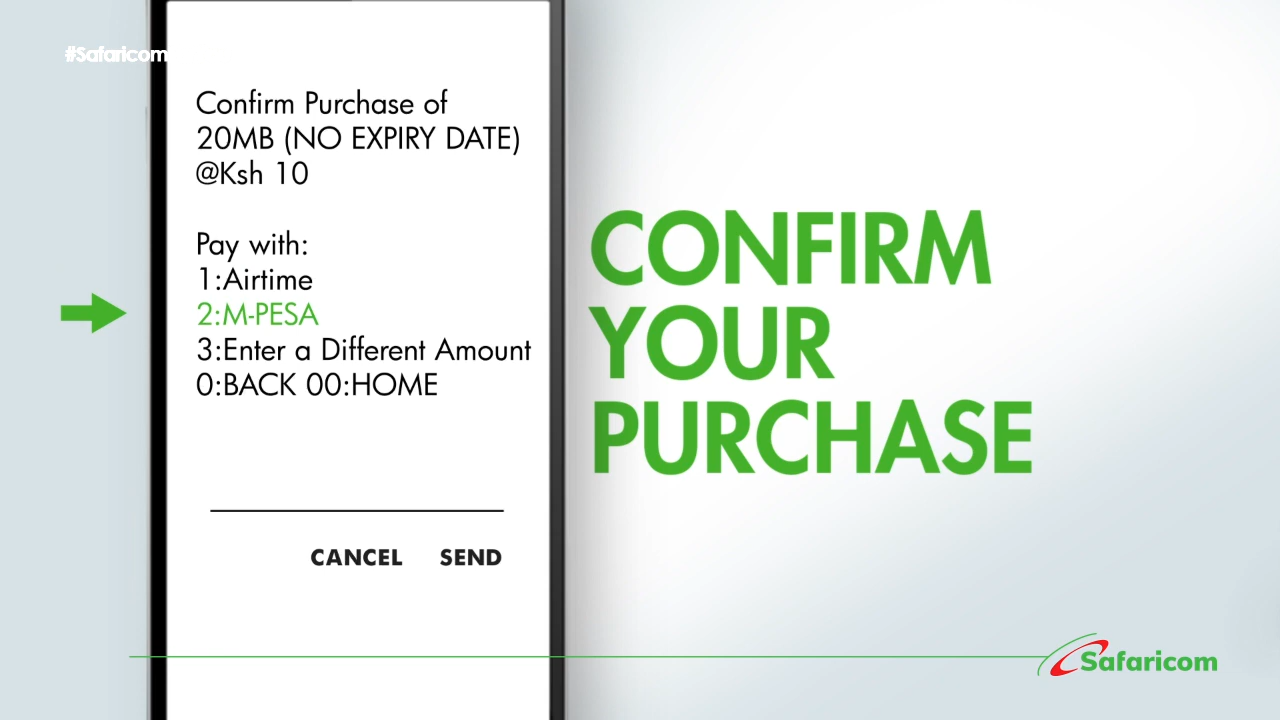 #Safaricom
Confirm Purchase of
20MB (NO EXPIRY DATE)
@Ksh 10
Pay with:
1:Airtime
2:M-PESA
3:Enter a Different Amount
0:BACK 00:HOME
CANCEL SEND
CONFIRM
YOUR
PURCHASE
Safaricom